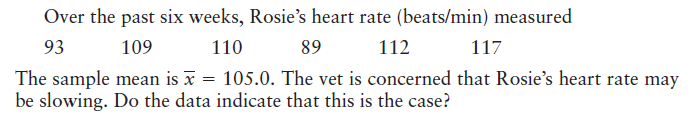 Over the past six weeks, Rosie's heart rate (beats/min) measured
93 109 110 89 112 117
The sample mean is x̄ = 105.0. The vet is concerned that Rosie's heart rate may
be slowing. Do the data indicate that this is the case?